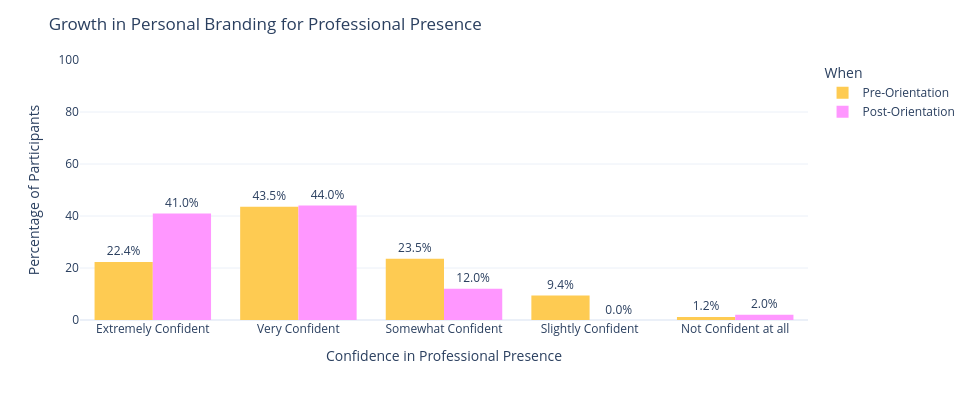 Growth in Personal Branding for Professional Presence
100
80
60
40
20
0
Percentage of Participants
22.4%
41.0%
43.5%
44.0%
23.5%
12.0%
9.4%
0.0%
1.2%
2.0%
Extremely Confident
Very Confident
Somewhat Confident
Slightly Confident
Not Confident at all
Confidence in Professional Presence
When
Pre-Orientation
Post-Orientation